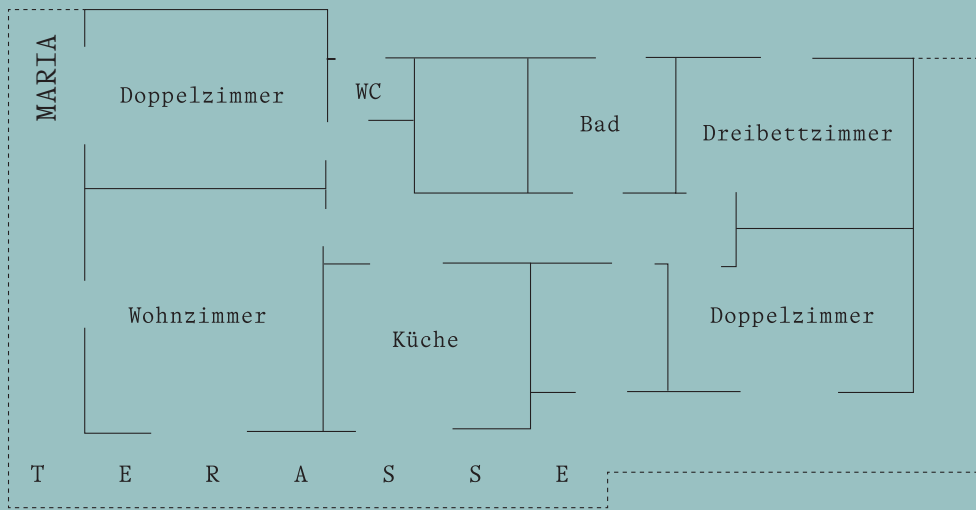 MARIA
Doppelzimmer
WC
Bad
Dreibettzimmer
Wohnzimmer
Küche
Doppelzimmer
T E R A S S E